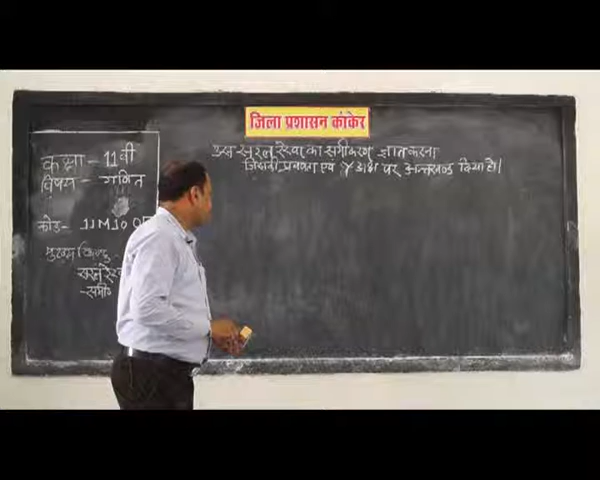 जिला प्रशासन कांकेर
कक्षा - 11वी
विषय - गणित
कोड - 11M10
मुख्य बिन्दु -
सरल रे
- समी
उस सरल रेखा का समीकरण ज्ञात करना
जिसकी प्रवणता एवं y अक्ष पर अन्तःखण्ड दिया है।